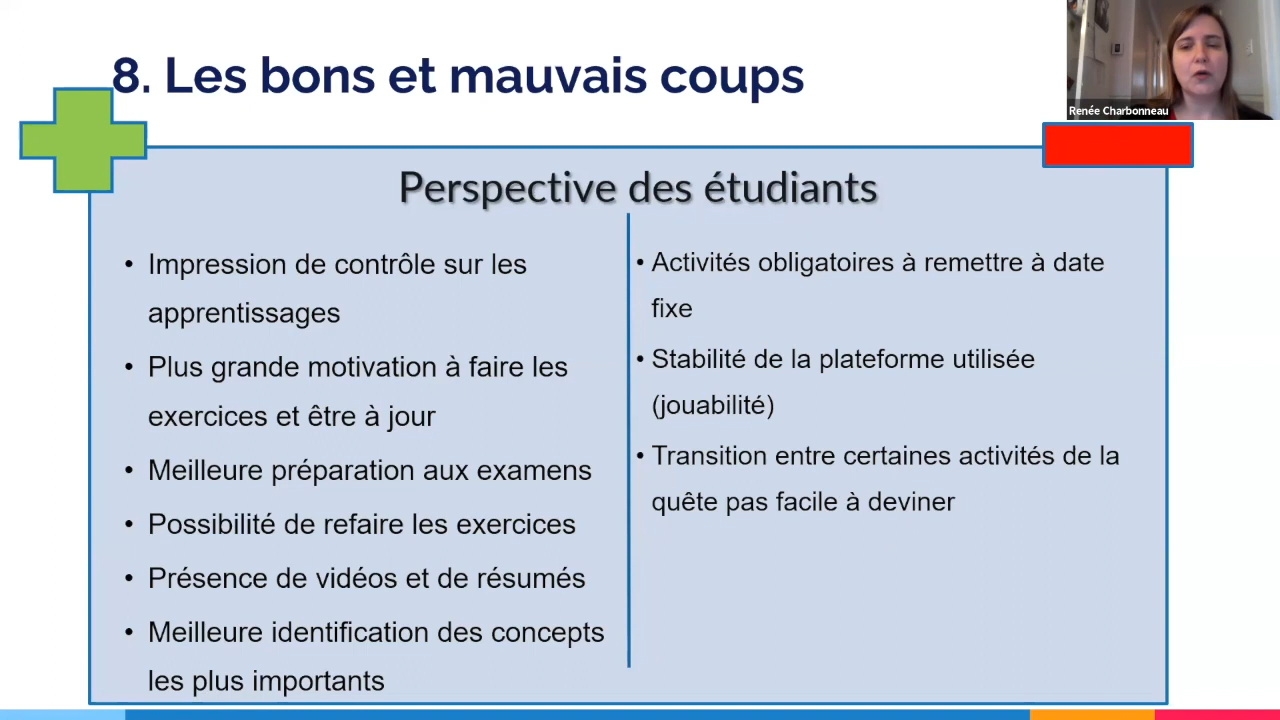 8. Les bons et mauvais coups
Renée Charbonneau
Perspective des étudiants
• Impression de contrôle sur les
apprentissages
• Plus grande motivation à faire les
exercices et être à jour
• Meilleure préparation aux examens
• Possibilité de refaire les exercices
• Présence de vidéos et de résumés
• Meilleure identification des concepts
les plus importants
• Activités obligatoires à remettre à date
fixe
• Stabilité de la plateforme utilisée
(jouabilité)
• Transition entre certaines activités de la
quête pas facile à deviner